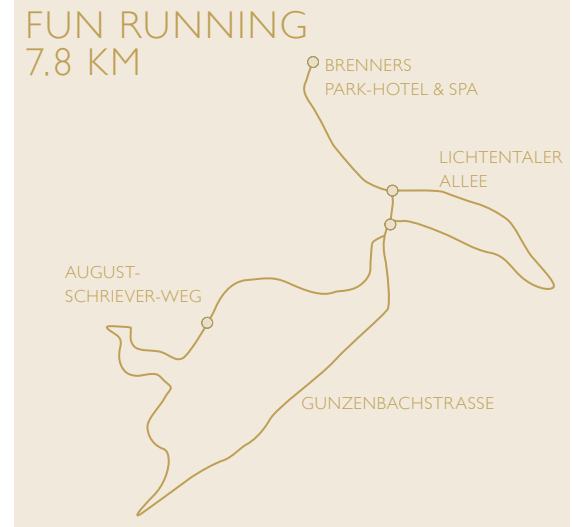 FUN RUNNING
7.8 KM
BRENNERS
PARK-HOTEL & SPA
LICHTENTALER
ALLEE
AUGUST-
SCHRIEVER-WEG
GUNZENBACHSTRASSE